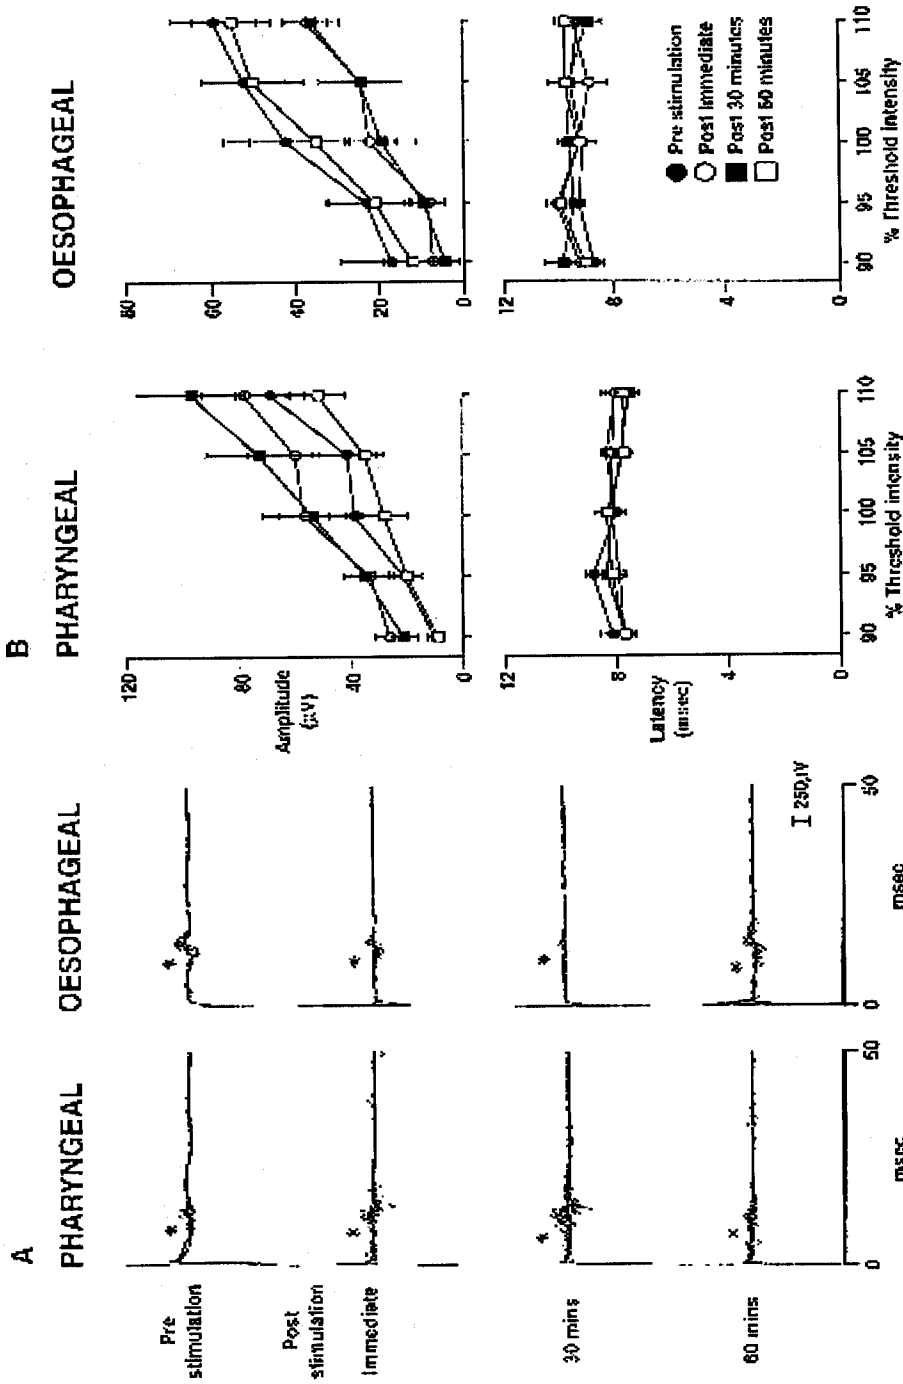 A
PHARYNGEAL
OESOPHAGEAL
Pre
stimulation
Post
stimulation
Immediate
30 mins
60 mins
0
50
msec
0
50
msec
B
PHARYNGEAL
OESOPHAGEAL
120
80
40
0
Amplitude
(µV)
80
60
40
20
0
12
8
4
0
Latency
(msec)
90
95
100
105
110
% Threshold intensity
12
8
4
0
90
95
100
105
110
% Threshold intensity
Pre stimulation
Post immediate
Post 30 minutes
Post 60 minutes